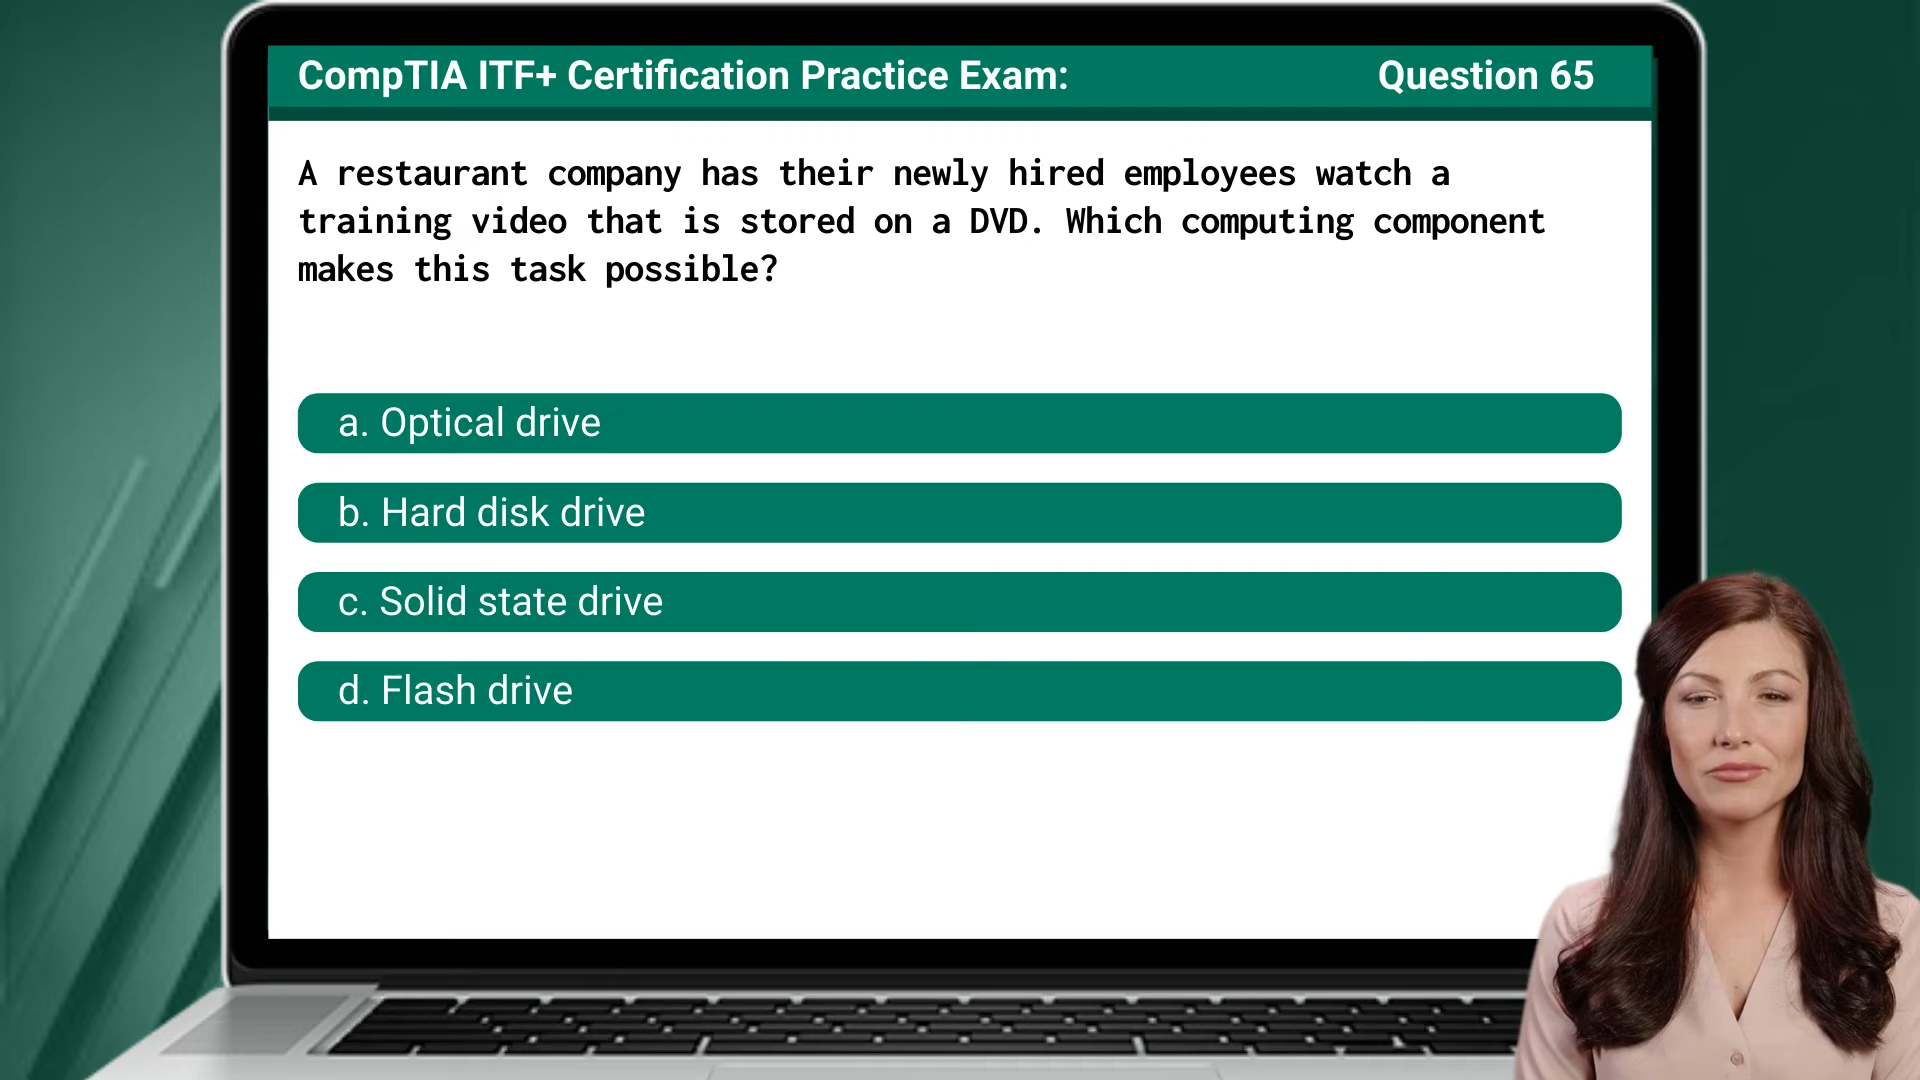 CompTIA ITF+ Certification Practice Exam:
Question 65
A restaurant company has their newly hired employees watch a
training video that is stored on a DVD. Which computing component
makes this task possible?
a. Optical drive
b. Hard disk drive
c. Solid state drive
d. Flash drive